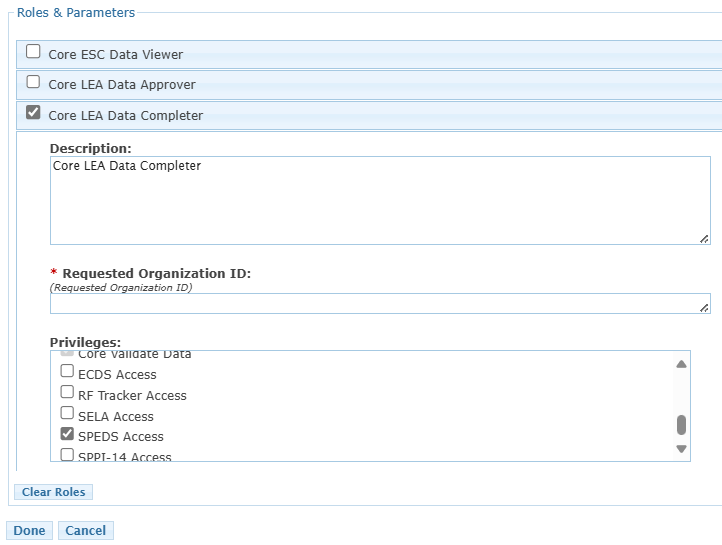 Roles & Parameters
Core ESC Data Viewer
Core LEA Data Approver
Core LEA Data Completer
Description:
Core LEA Data Completer
* Requested Organization ID:
(Requested Organization ID)
Privileges:
Core Validate Data
ECDS Access
RF Tracker Access
SELA Access
SPEDS Access
SPPI-14 Access
Clear Roles
Done Cancel